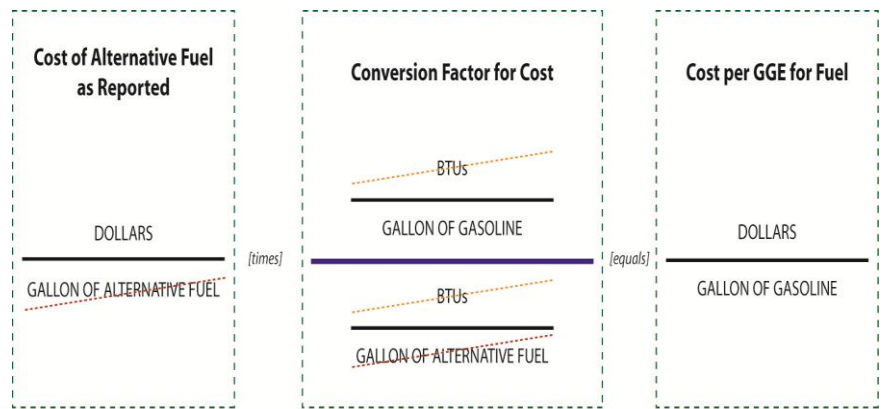 Cost of Alternative Fuel
as Reported
DOLLARS
GALLON OF ALTERNATIVE FUEL
[times]
Conversion Factor for Cost
BTUs
GALLON OF GASOLINE
BTUs
GALLON OF ALTERNATIVE FUEL
[equals]
Cost per GGE for Fuel
DOLLARS
GALLON OF GASOLINE